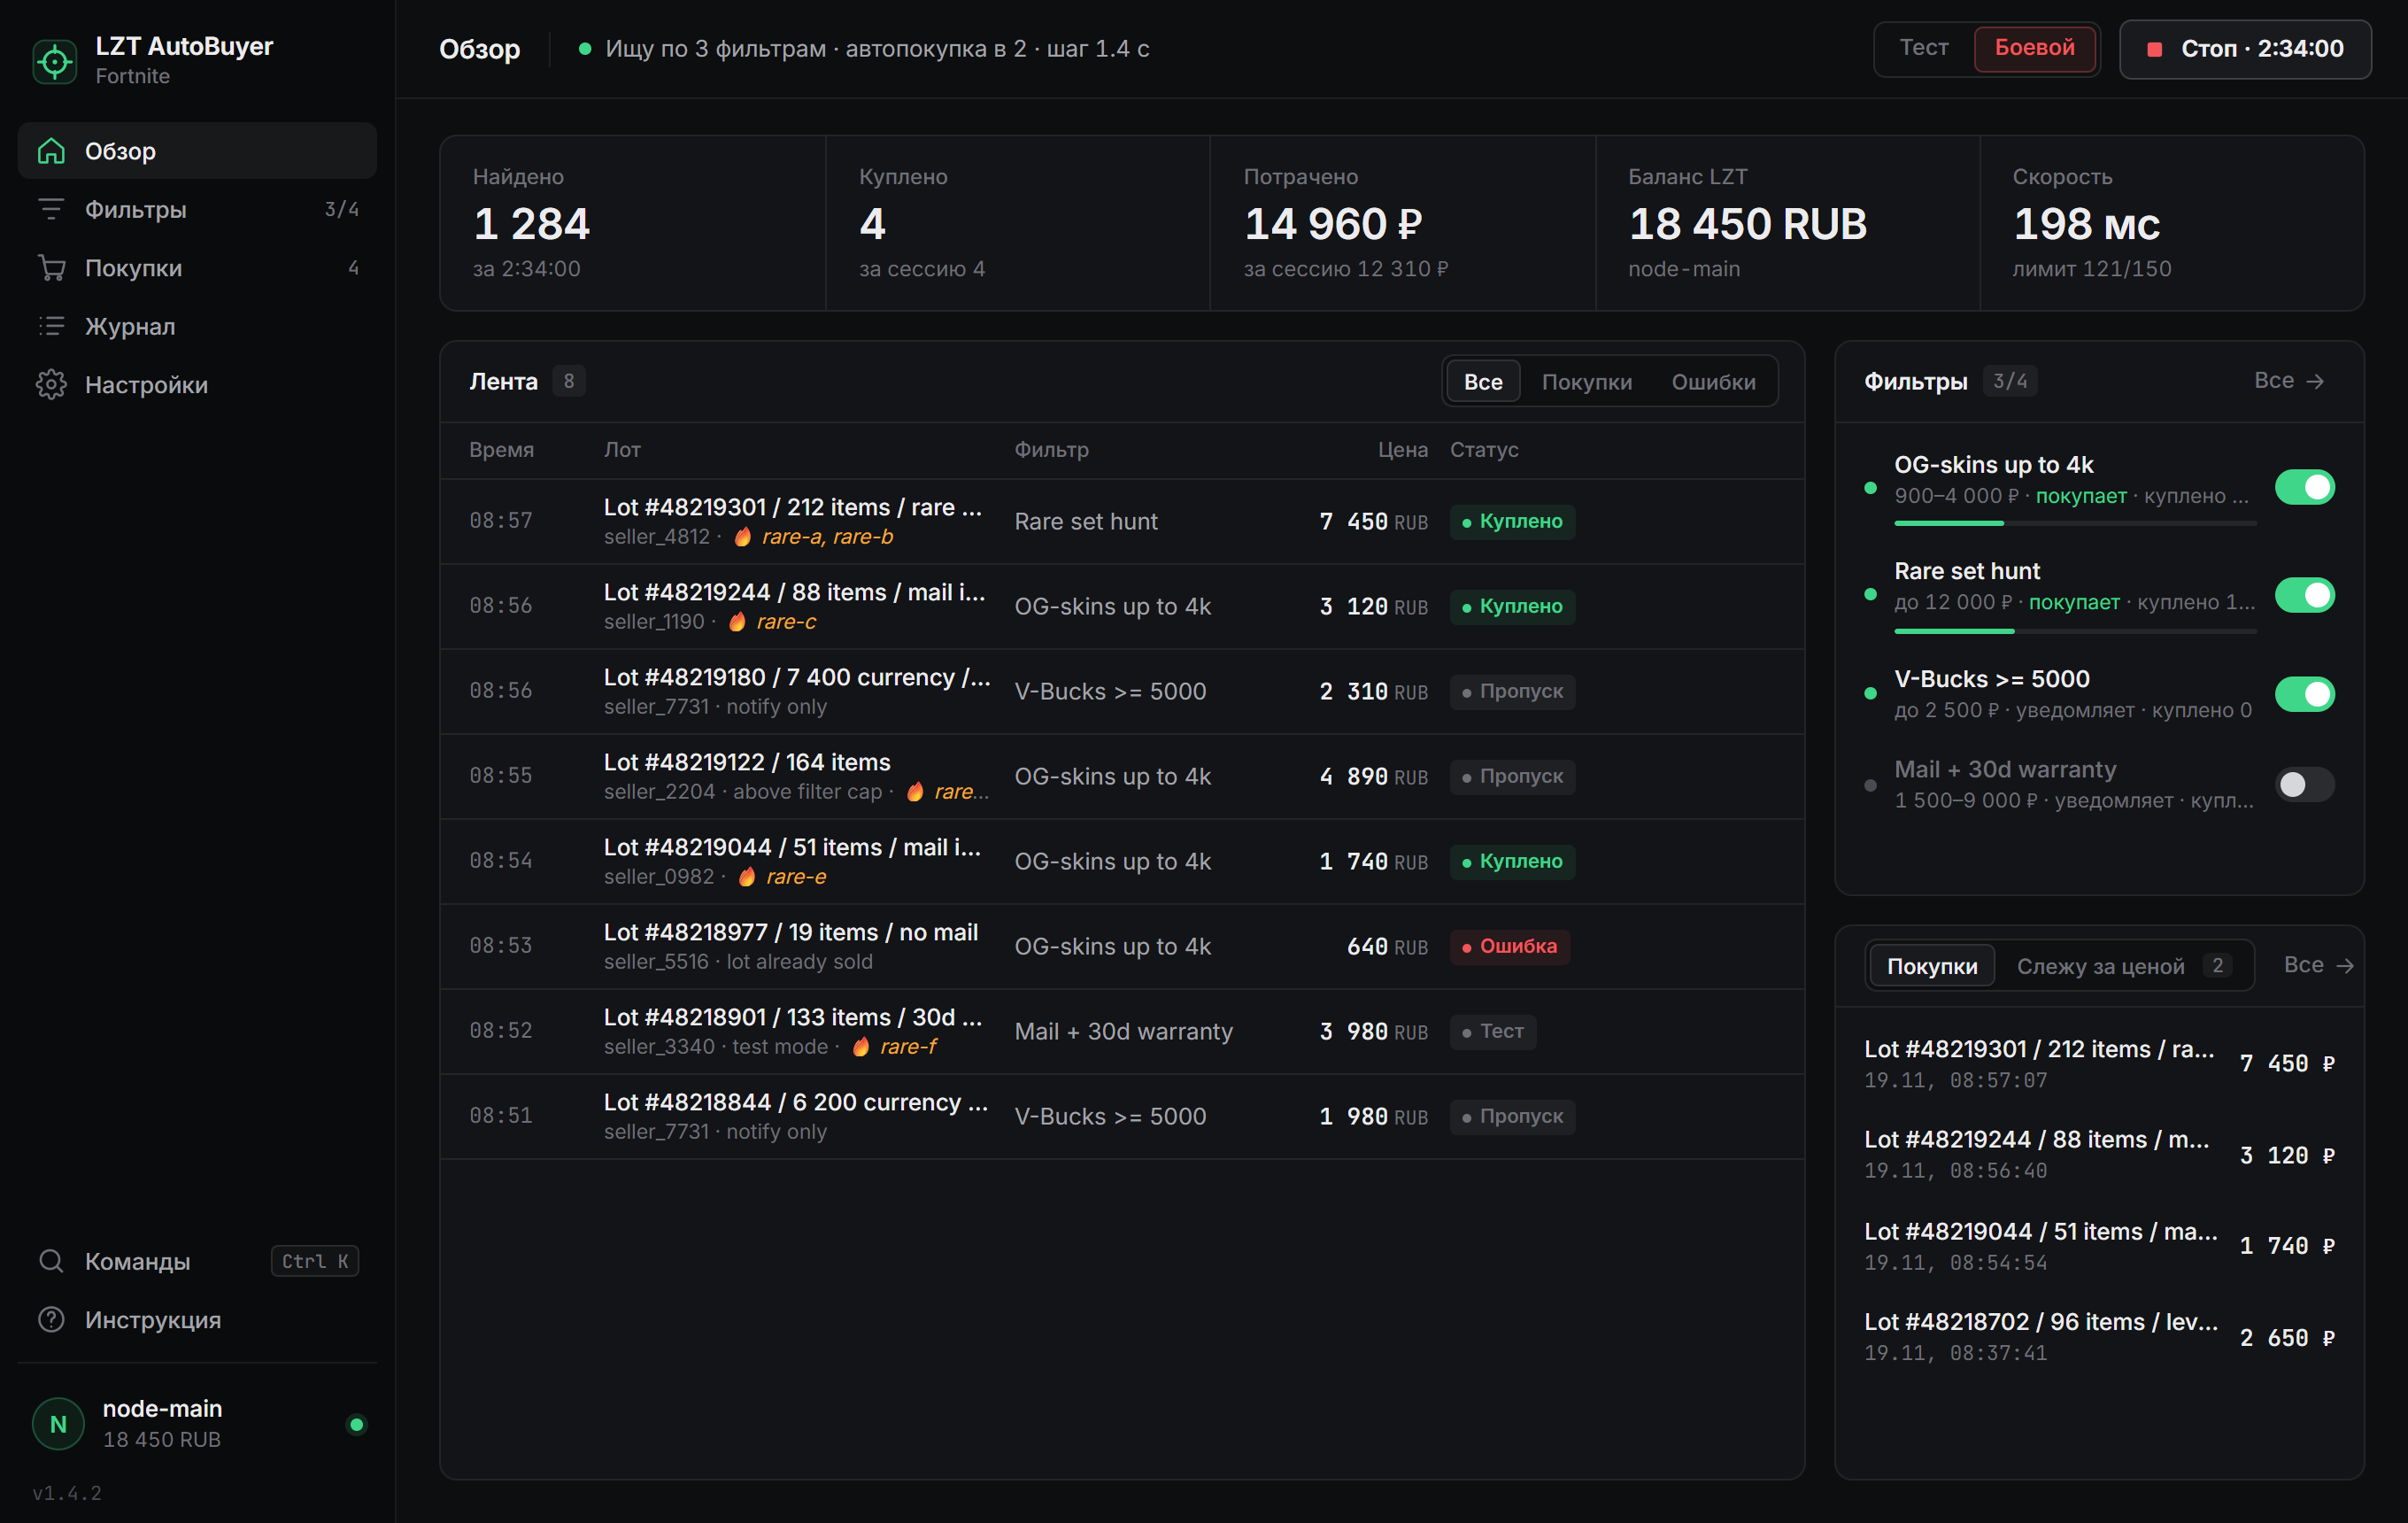 LZT AutoBuyer
Fortnite
Обзор
Фильтры 3/4
Покупки 4
Журнал
Настройки
Команды Ctrl K
Инструкция
N
node-main
18 450 RUB
v1.4.2
Обзор
Ищу по 3 фильтрам · автопокупка в 2 · шаг 1.4 с
Тест Боевой
Стоп · 2:34:00
Найдено
1 284
за 2:34:00
Куплено
4
за сессию 4
Потрачено
14 960 ₽
за сессию 12 310 ₽
Баланс LZT
18 450 RUB
node-main
Скорость
198 мс
лимит 121/150
Лента 8
Все Покупки Ошибки
Время Лот Фильтр Цена Статус
08:57 Lot #48219301 / 212 items / rare ... Rare set hunt 7 450 RUB Куплено
seller_4812 · 🔥 rare-a, rare-b
08:56 Lot #48219244 / 88 items / mail i... OG-skins up to 4k 3 120 RUB Куплено
seller_1190 · 🔥 rare-c
08:56 Lot #48219180 / 7 400 currency /... V-Bucks >= 5000 2 310 RUB Пропуск
seller_7731 · notify only
08:55 Lot #48219122 / 164 items OG-skins up to 4k 4 890 RUB Пропуск
seller_2204 · above filter cap · 🔥 rare...
08:54 Lot #48219044 / 51 items / mail i... OG-skins up to 4k 1 740 RUB Куплено
seller_0982 · 🔥 rare-e
08:53 Lot #48218977 / 19 items / no mail OG-skins up to 4k 640 RUB Ошибка
seller_5516 · lot already sold
08:52 Lot #48218901 / 133 items / 30d ... Mail + 30d warranty 3 980 RUB Тест
seller_3340 · test mode · 🔥 rare-f
08:51 Lot #48218844 / 6 200 currency ... V-Bucks >= 5000 1 980 RUB Пропуск
seller_7731 · notify only
Фильтры 3/4 Все →
OG-skins up to 4k
900–4 000 ₽ · покупает · куплено ...
Rare set hunt
до 12 000 ₽ · покупает · куплено 1...
V-Bucks >= 5000
до 2 500 ₽ · уведомляет · куплено 0
Mail + 30d warranty
1 500–9 000 ₽ · уведомляет · купл...
Покупки Слежу за ценой 2 Все →
Lot #48219301 / 212 items / ra... 7 450 ₽
19.11, 08:57:07
Lot #48219244 / 88 items / m... 3 120 ₽
19.11, 08:56:40
Lot #48219044 / 51 items / ma... 1 740 ₽
19.11, 08:54:54
Lot #48218702 / 96 items / lev... 2 650 ₽
19.11, 08:37:41